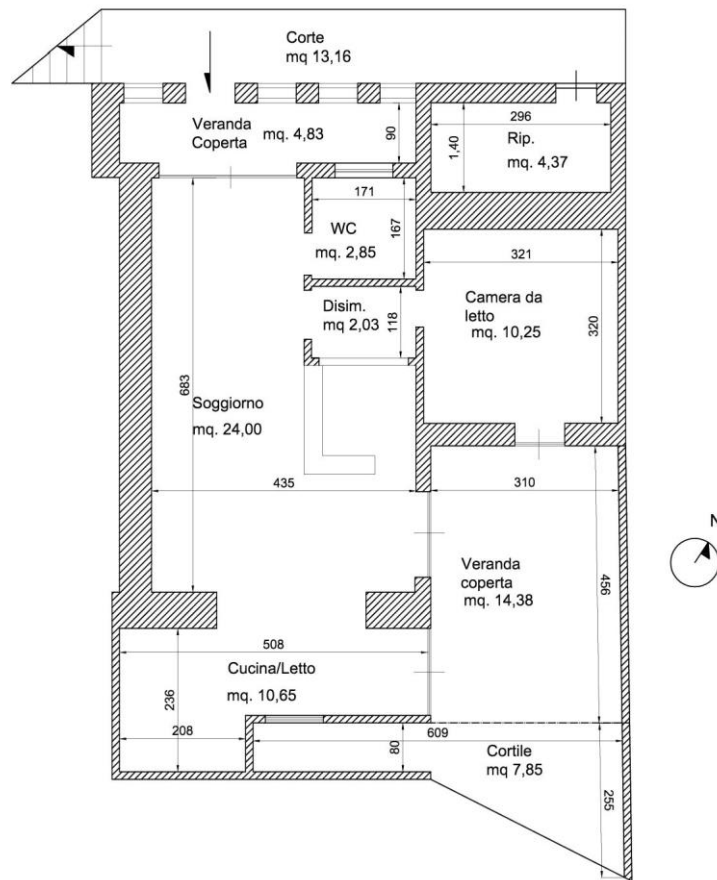 Corte
mq 13,16
Veranda
Coperta
mq. 4,83
90
296
1,40
Rip.
mq. 4,37
171
WC
mq. 2,85
167
321
Camera da
letto
mq. 10,25
320
Disim.
mq 2,03
118
683
Soggiorno
mq. 24,00
435
310
N
Veranda
coperta
mq. 14,38
456
508
Cucina/Letto
mq. 10,65
236
208
609
80
Cortile
mq 7,85
255